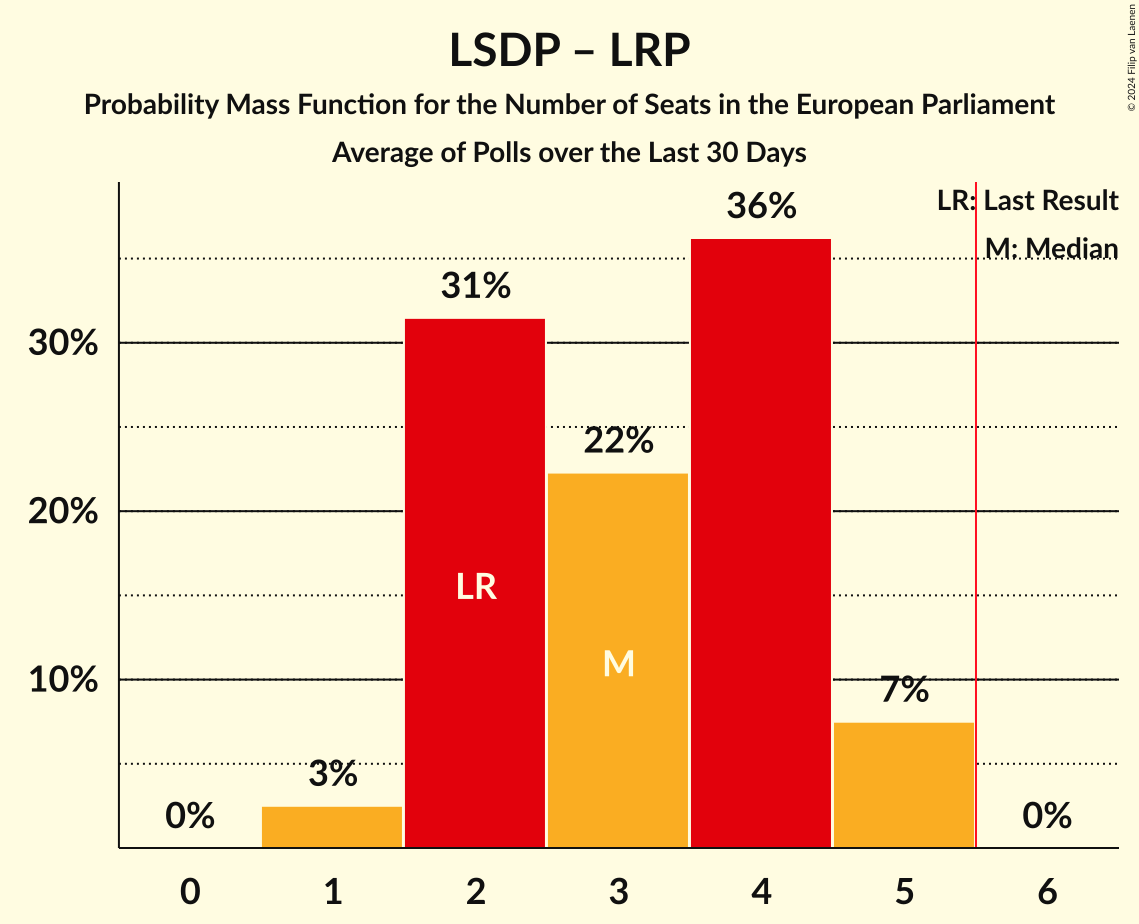 LSDP – LRP
Probability Mass Function for the Number of Seats in the European Parliament
Average of Polls over the Last 30 Days
© 2024 Filip van Laenen
LR: Last Result
M: Median
36%
31%
30%
22%
20%
LR
M
10%
7%
3%
0%
0%
0 1 2 3 4 5 6